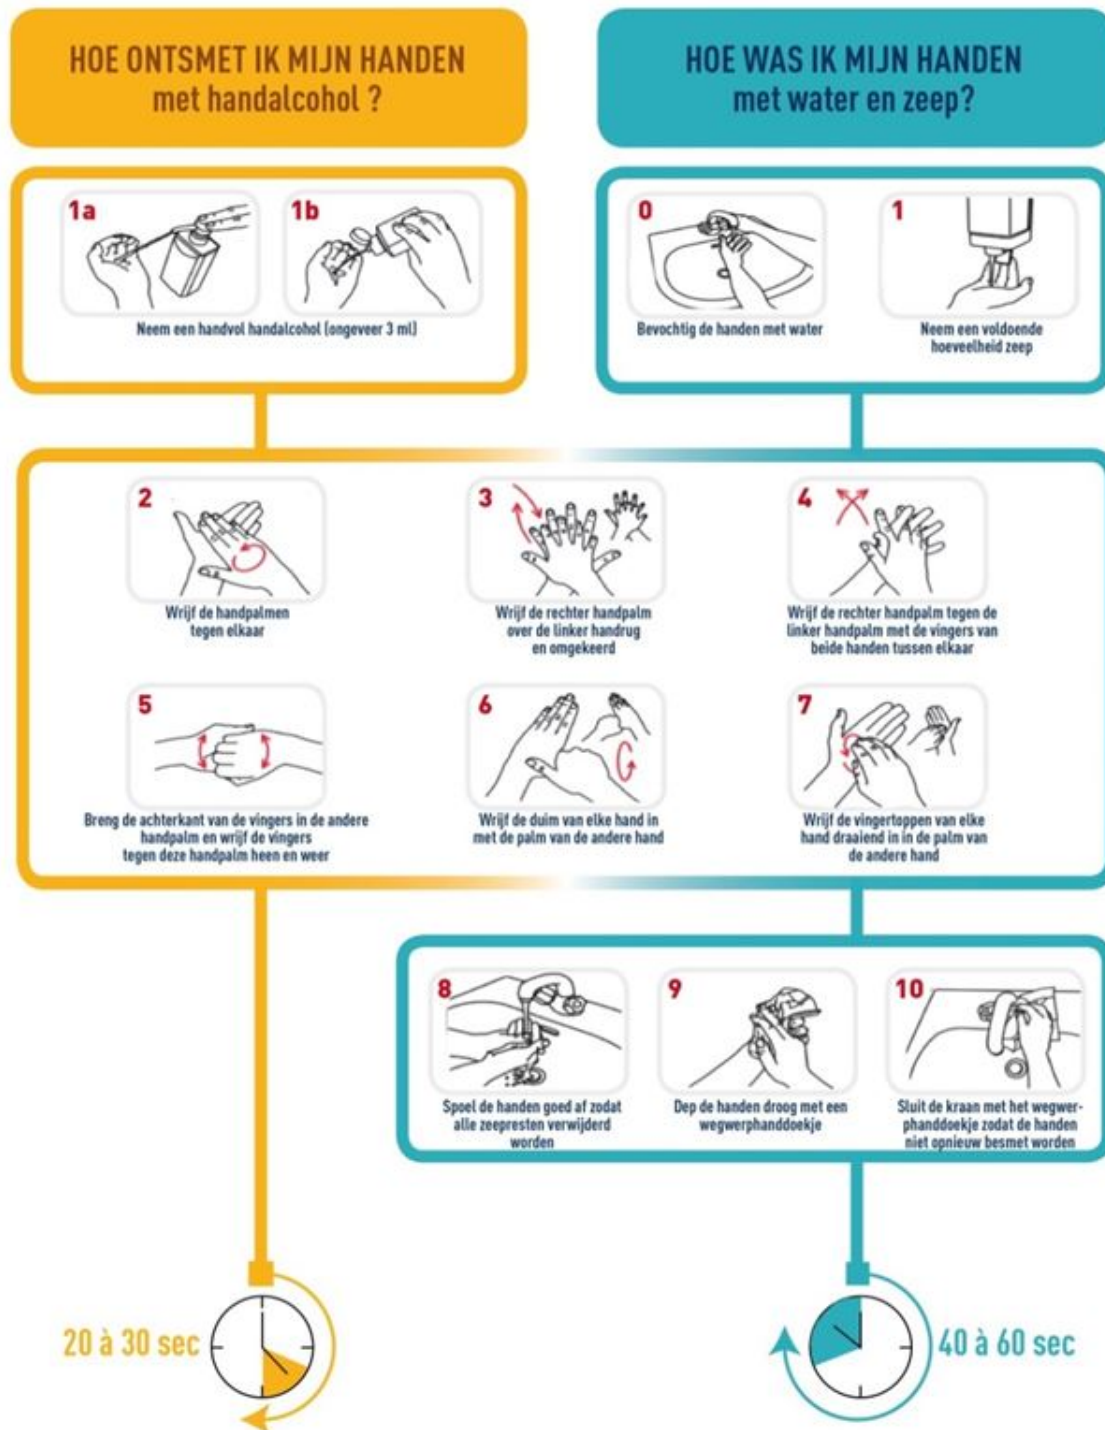 HOE ONTSMET IK MIJN HANDEN
met handalcohol ?
HOE WAS IK MIJN HANDEN
met water en zeep?
1a
1b
Neem een handvol handalcohol (ongeveer 3 ml)
0
Bevochtig de handen met water
1
Neem een voldoende
hoeveelheid zeep
2
Wrijf de handpalmen
tegen elkaar
3
Wrijf de rechter handpalm
over de linker handrug
en omgekeerd
4
Wrijf de rechter handpalm tegen de
linker handpalm met de vingers van
beide handen tussen elkaar
5
Breng de achterkant van de vingers in de andere
handpalm en wrijf de vingers
tegen deze handpalm heen en weer
6
Wrijf de duim van elke hand in
met de palm van de andere hand
7
Wrijf de vingertoppen van elke
hand draaiend in in de palm van
de andere hand
8
Spoel de handen goed af zodat
alle zeepresten verwijderd
worden
9
Dep de handen droog met een
wegwerphanddoekje
10
Sluit de kraan met het wegwer-
phanddoekje zodat de handen
niet opnieuw besmet worden
20 à 30 sec
40 à 60 sec